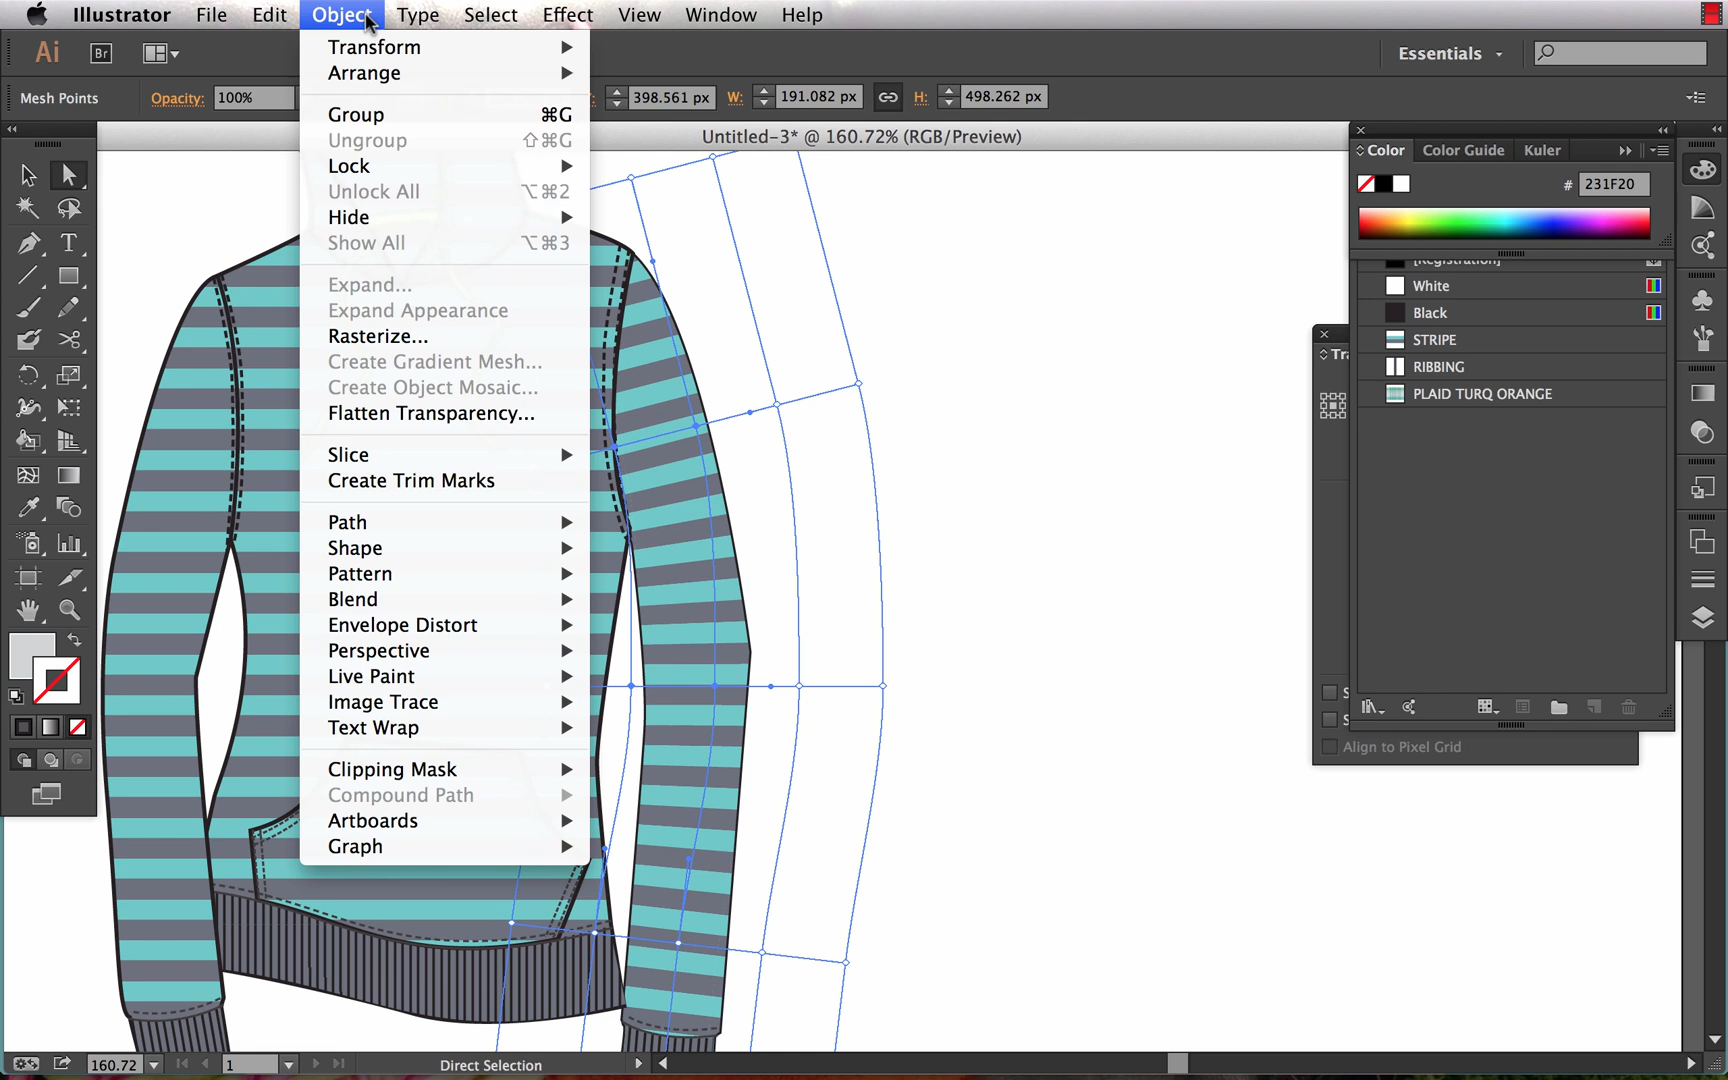 Illustrator File Edit Object Type Select Effect View Window Help
Ai Br Essentials
Mesh Points Opacity: 100% 398.561 px W: 191.082 px H: 498.262 px
Untitled-3* @ 160.72% (RGB/Preview)
Transform
Arrange
Group ⌘G
Ungroup ⇧⌘G
Lock
Unlock All ⌥⌘2
Hide
Show All ⌥⌘3
Expand...
Expand Appearance
Rasterize...
Create Gradient Mesh...
Create Object Mosaic...
Flatten Transparency...
Slice
Create Trim Marks
Path
Shape
Pattern
Blend
Envelope Distort
Perspective
Live Paint
Image Trace
Text Wrap
Clipping Mask
Compound Path
Artboards
Graph
Color Color Guide Kuler
# 231F20
[Registration]
White
Black
STRIPE
RIBBING
PLAID TURQ ORANGE
Tra
S
S
Align to Pixel Grid
160.72 1 Direct Selection